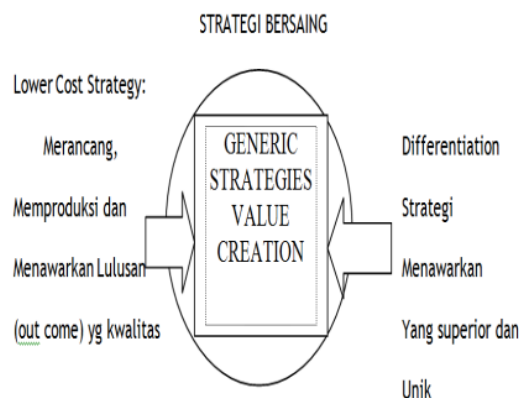 STRATEGI BERSAING
Lower Cost Strategy:
Merancang,
Memproduksi dan
Menawarkan Lulusan
(out come) yg kwalitas
GENERIC
STRATEGIES
VALUE
CREATION
Differentiation
Strategi
Menawarkan
Yang superior dan
Unik